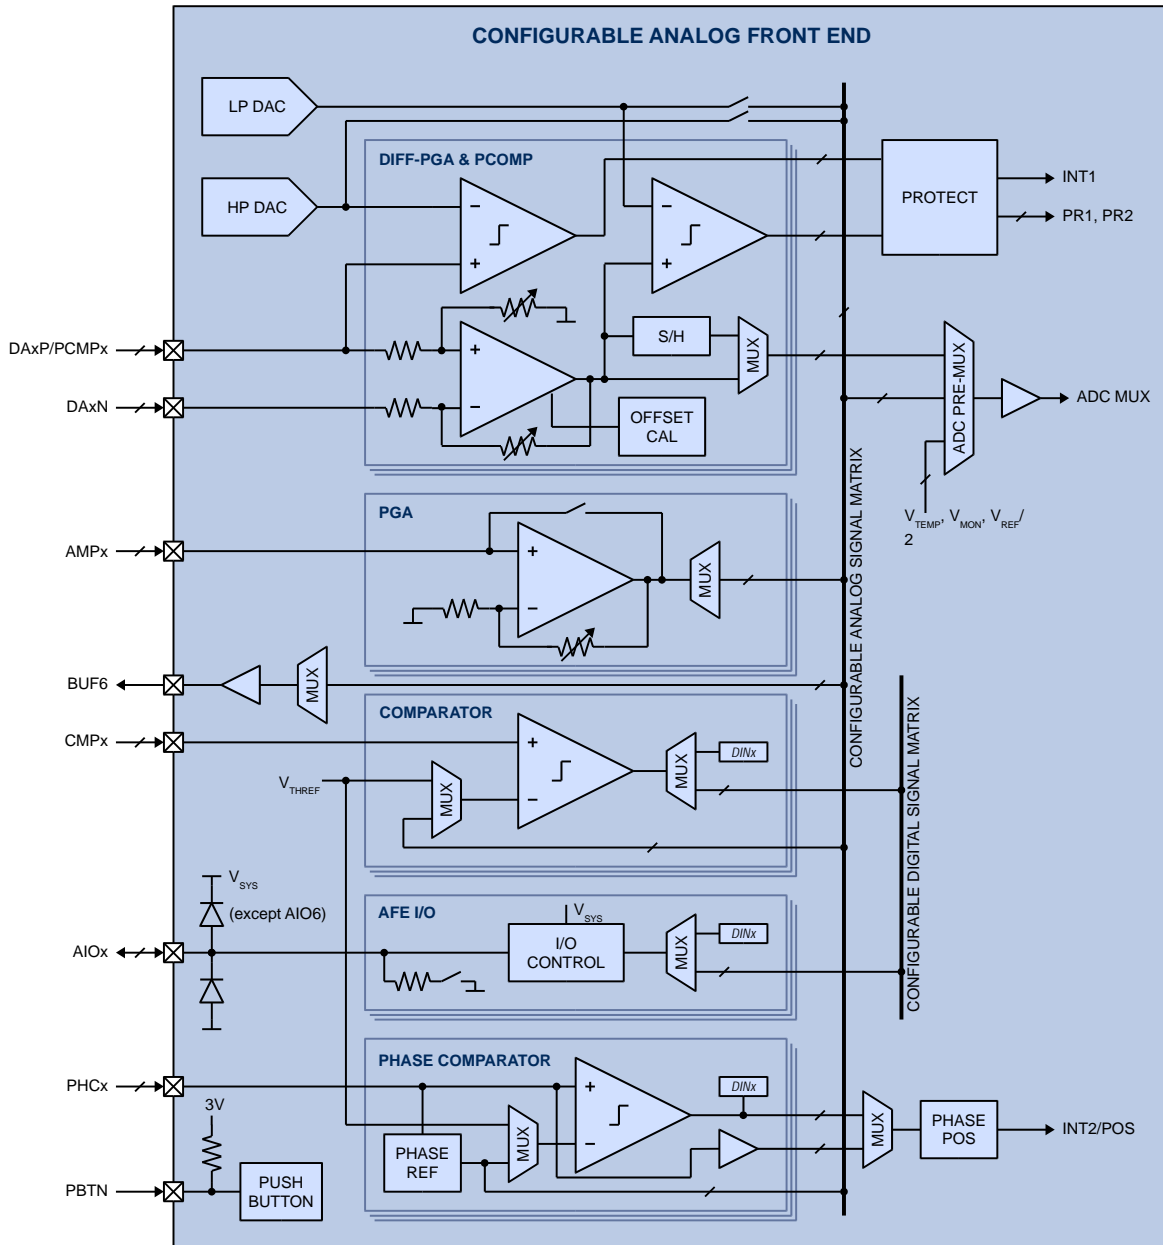 CONFIGURABLE ANALOG FRONT END
LP DAC
HP DAC
DIFF-PGA & PCOMP
PROTECT
INT1
PR1, PR2
DAxP/PCMPx
DAxN
S/H
MUX
OFFSET
CAL
ADC PRE-MUX
ADC MUX
VTEMP, VMON, VREF/
2
CONFIGURABLE ANALOG SIGNAL MATRIX
PGA
AMPx
MUX
BUF6
MUX
COMPARATOR
CMPx
VTHREF
MUX
MUX
DINx
CONFIGURABLE DIGITAL SIGNAL MATRIX
AFE I/O
VSYS
(except AIO6)
AIOx
VSYS
I/O
CONTROL
MUX
DINx
PHASE COMPARATOR
PHCx
3V
PHASE
REF
MUX
DINx
MUX
PHASE
POS
INT2/POS
PBTN
PUSH
BUTTON